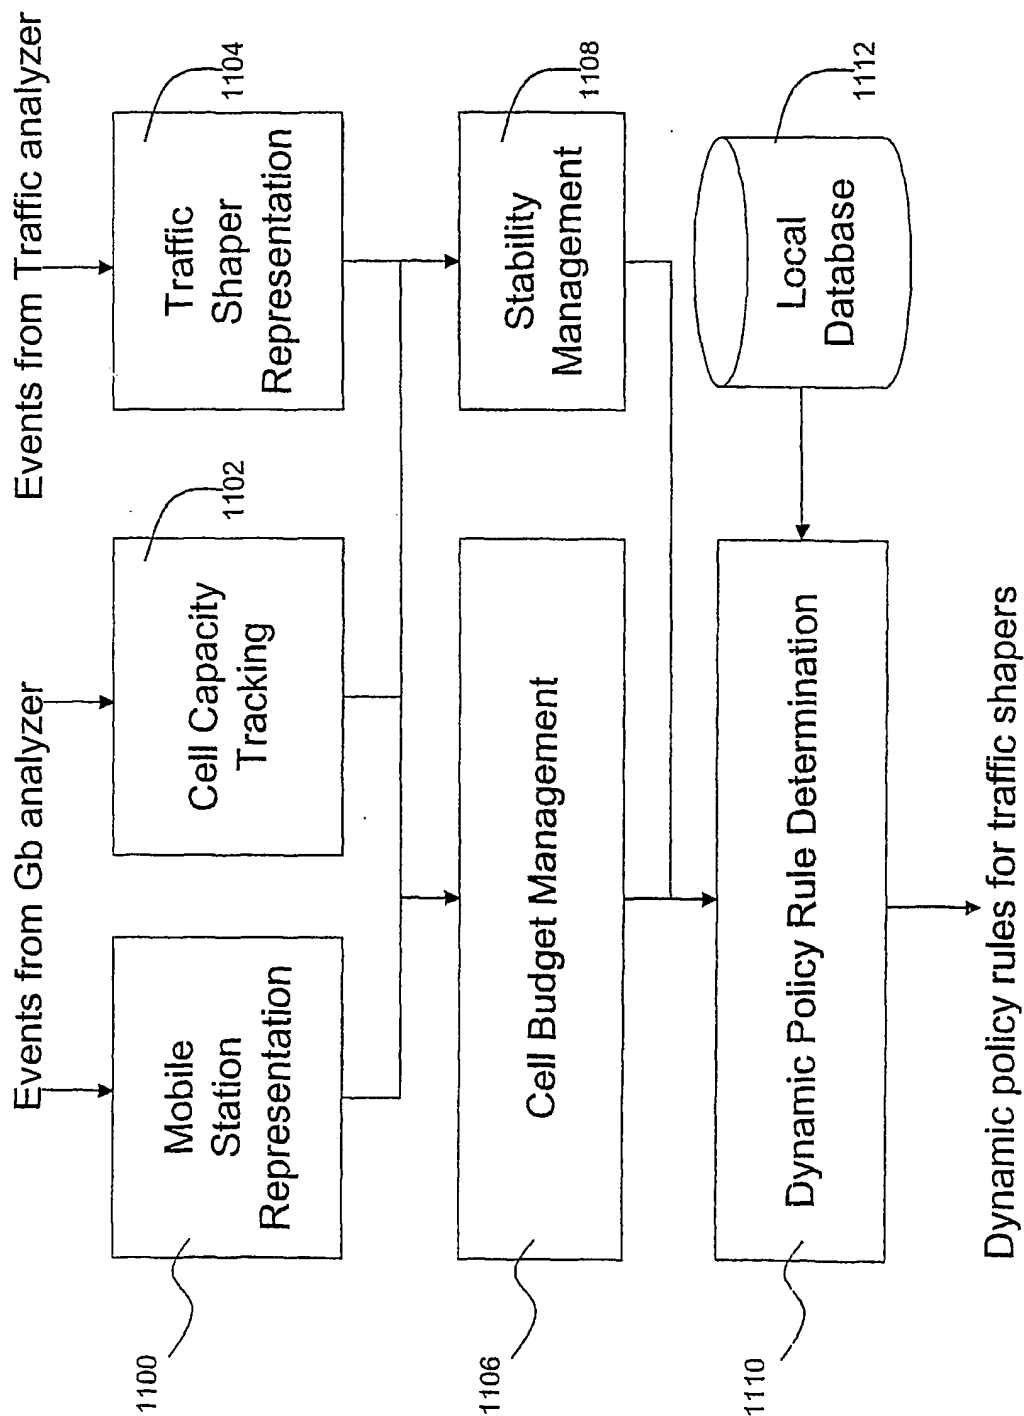 Events from Gb analyzer
Events from Traffic analyzer
Mobile
Station
Representation
1100
Cell Capacity
Tracking
1102
Traffic
Shaper
Representation
1104
Cell Budget Management
1106
Stability
Management
1108
Dynamic Policy Rule Determination
1110
Local
Database
1112
Dynamic policy rules for traffic shapers